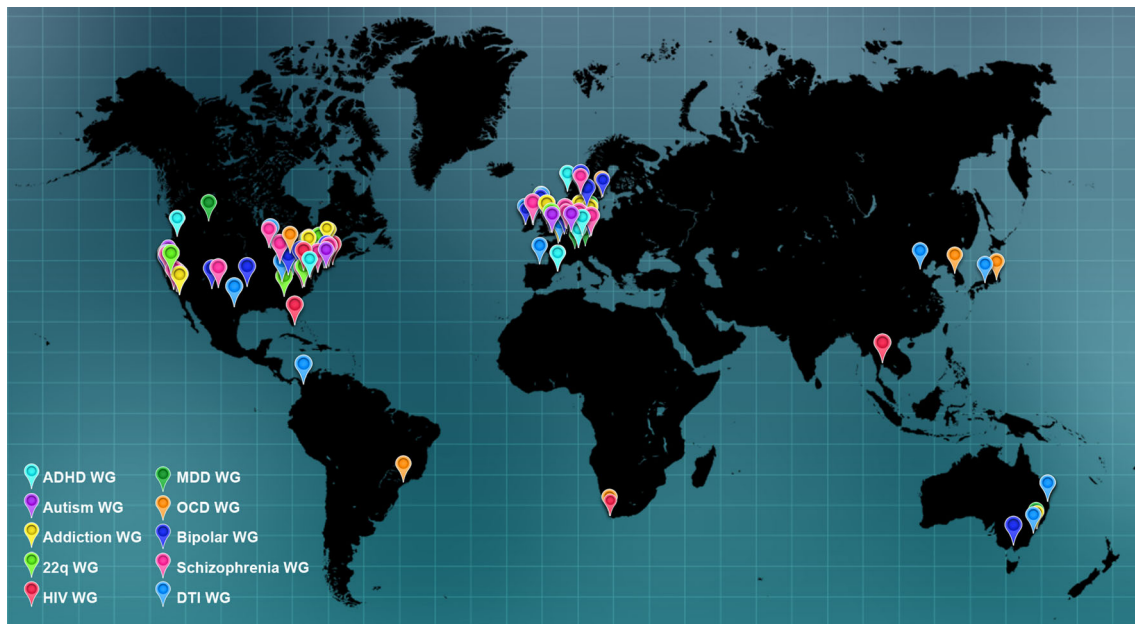 ADHD WG
MDD WG
Autism WG
OCD WG
Addiction WG
Bipolar WG
22q WG
Schizophrenia WG
HIV WG
DTI WG